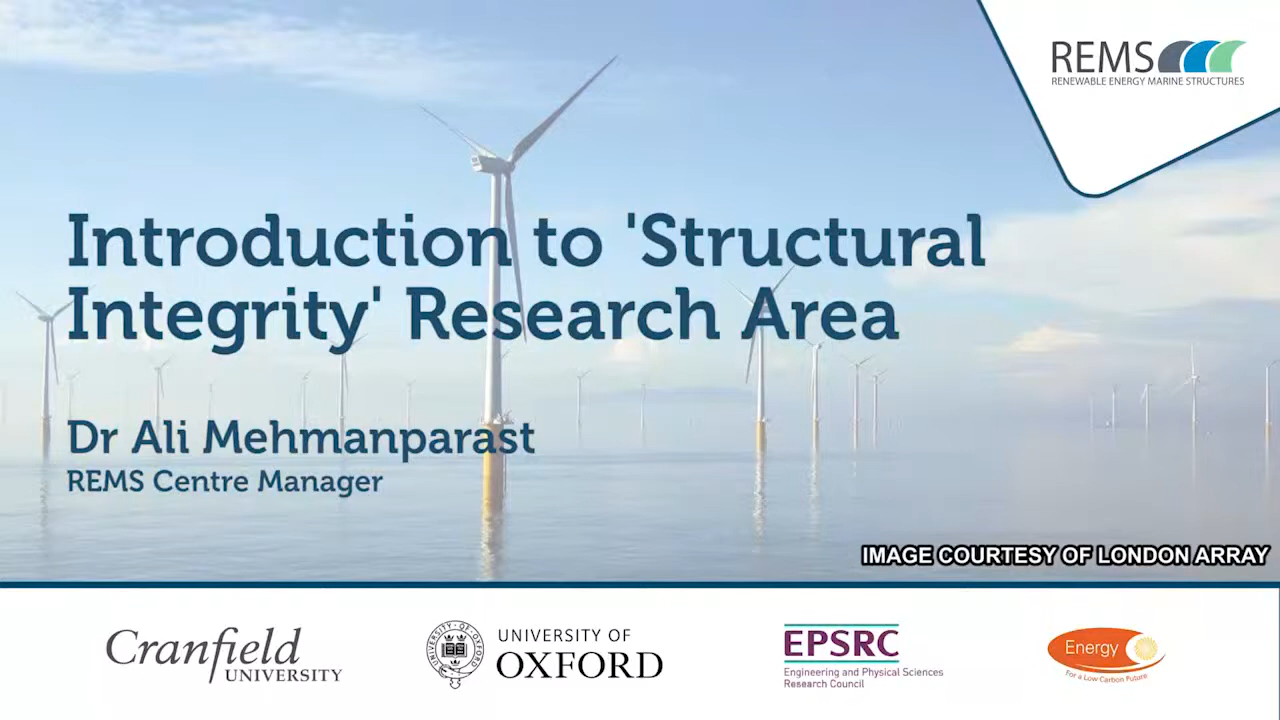 REMS
RENEWABLE ENERGY MARINE STRUCTURES
Introduction to 'Structural
Integrity' Research Area
Dr Ali Mehmanparast
REMS Centre Manager
IMAGE COURTESY OF LONDON ARRAY
Cranfield
UNIVERSITY
UNIVERSITY OF
OXFORD
EPSRC
Engineering and Physical Sciences
Research Council
Energy
For a Low Carbon Future